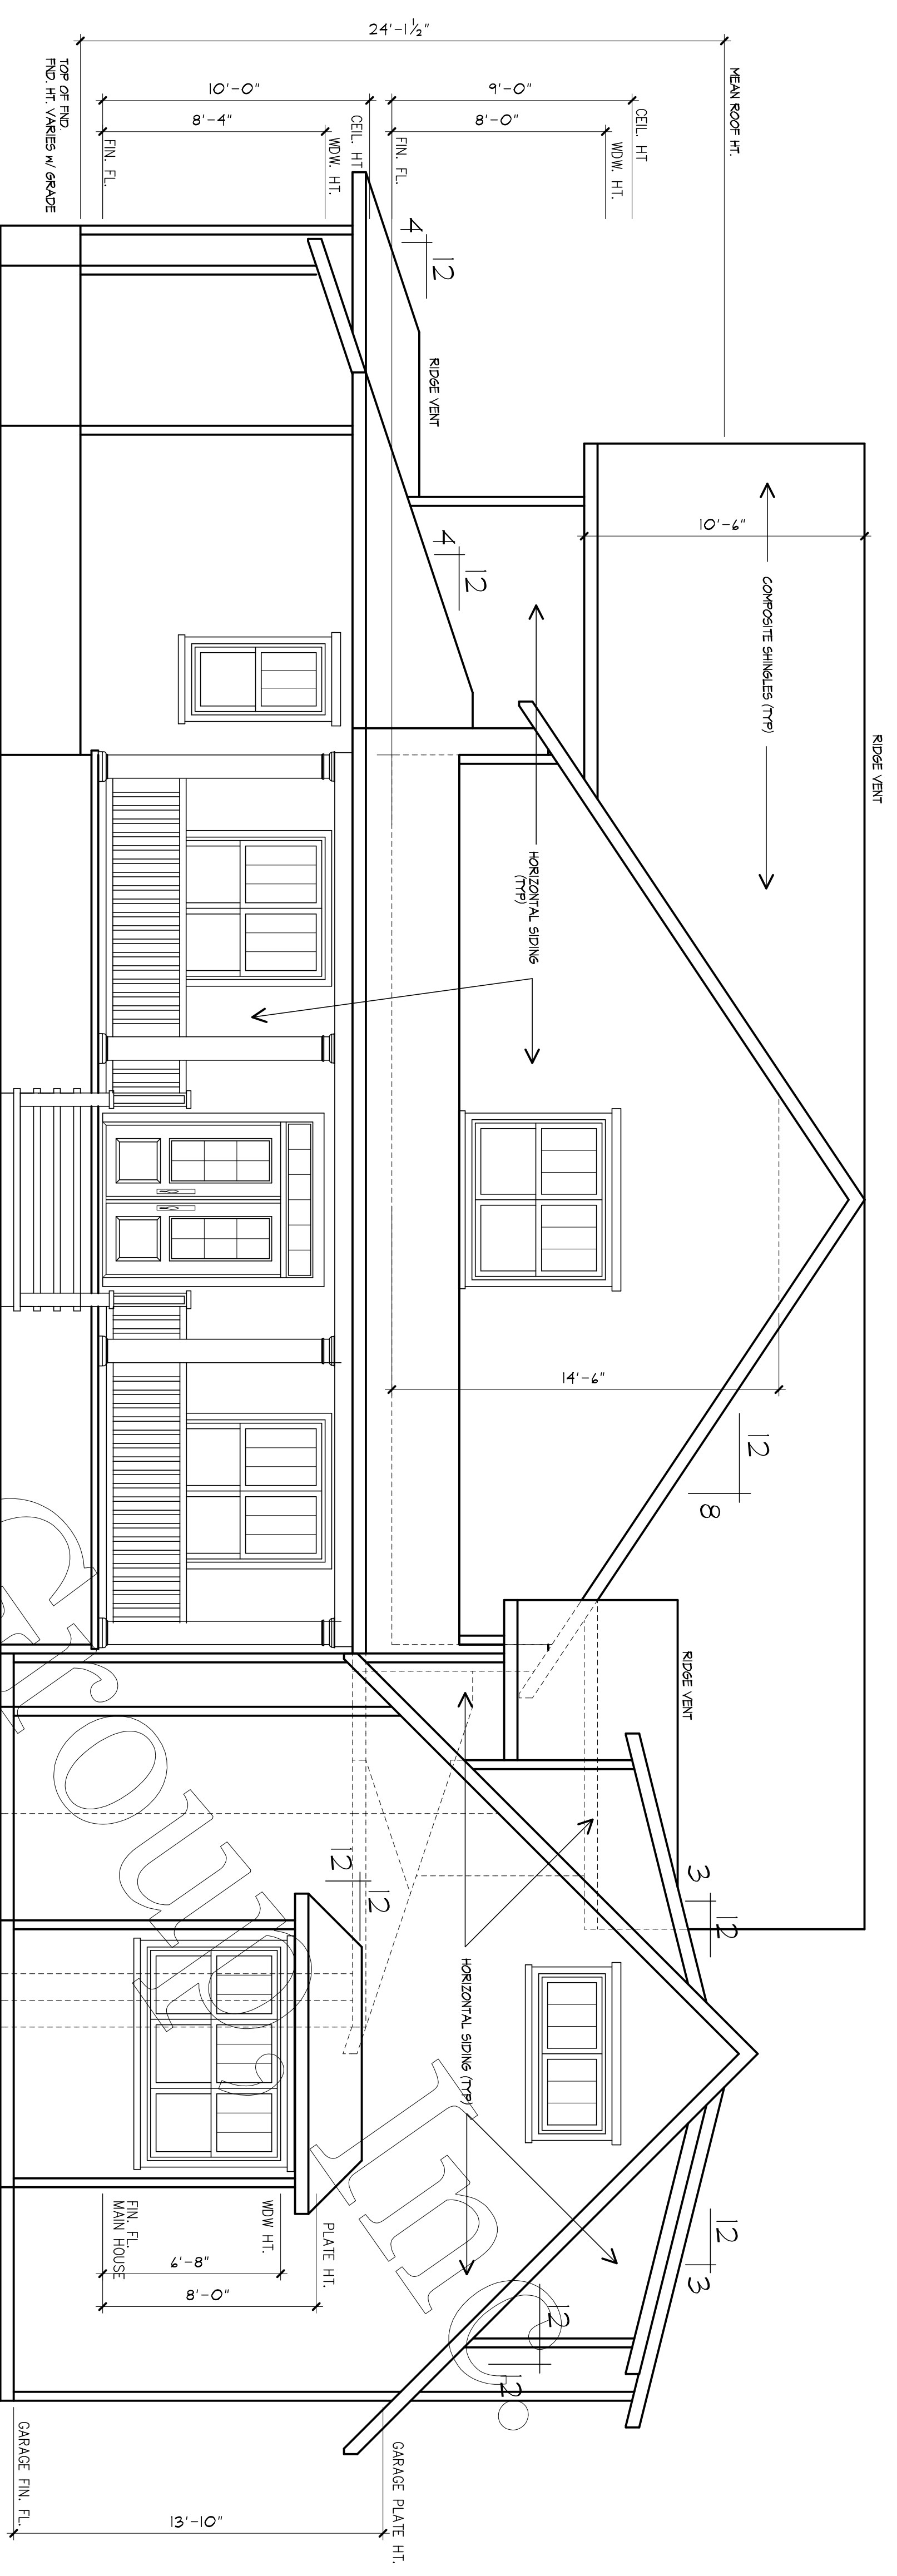 MEAN ROOF HT.
24'-1½"
TOP OF FND.
FND. HT. VARIES W/ GRADE
CEIL. HT
WDW. HT.
9'-0"
8'-0"
FIN. FL.
CEIL. HT
WDW. HT.
10'-0"
8'-4"
FIN. FL.
RIDGE VENT
COMPOSITE SHINGLES (TYP)
10'-6"
RIDGE VENT
12
4
12
4
HORIZONTAL SIDING
(TYP)
14'-6"
12
8
RIDGE VENT
3
12
12
3
12
12
12
12
HORIZONTAL SIDING (TYP)
PLATE HT.
WDW HT.
6'-8"
8'-0"
FIN. FL.
MAIN HOUSE
GARAGE PLATE HT.
13'-10"
GARAGE FIN. FL.
Group Inc.